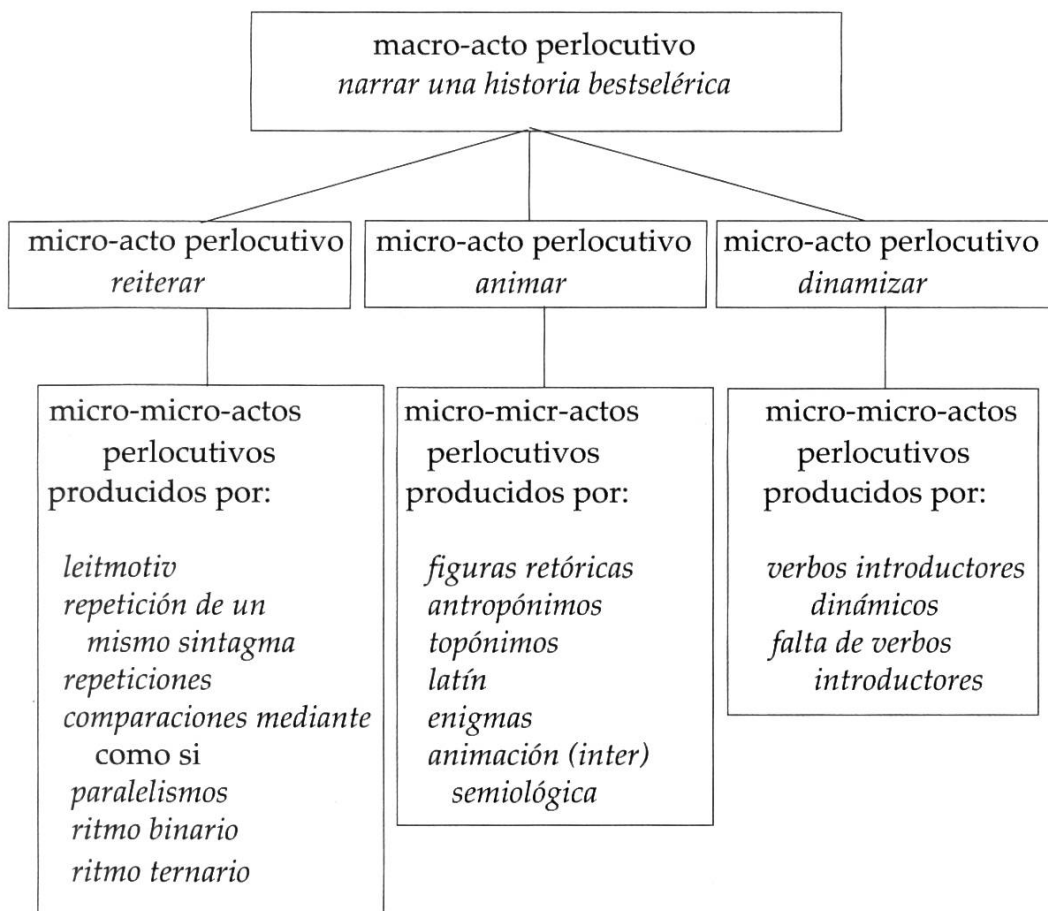 macro-acto perlocutivo
narrar una historia bestselérica
micro-acto perlocutivo
reiterar
micro-acto perlocutivo
animar
micro-acto perlocutivo
dinamizar
micro-micro-actos
perlocutivos
producidos por:
leitmotiv
repetición de un
mismo sintagma
repeticiones
comparaciones mediante
como si
paralelismos
ritmo binario
ritmo ternario
micro-micr-actos
perlocutivos
producidos por:
figuras retóricas
antropónimos
topónimos
latín
enigmas
animación (inter)
semiológica
micro-micro-actos
perlocutivos
producidos por:
verbos introductores
dinámicos
falta de verbos
introductores